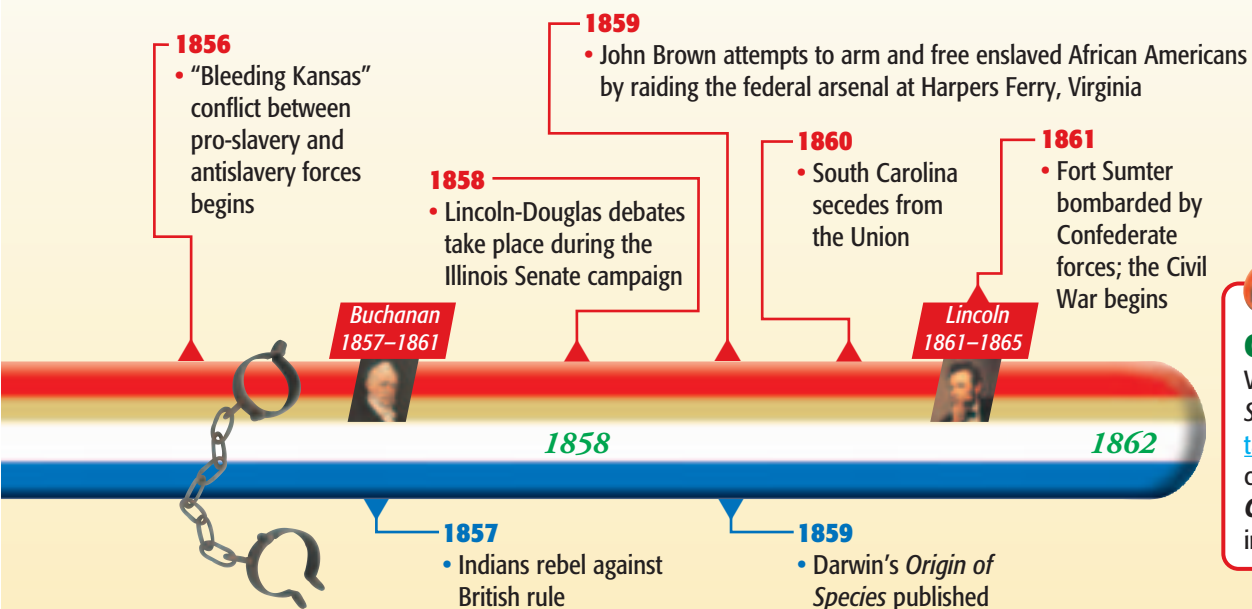 1856
• “Bleeding Kansas”
conflict between
pro-slavery and
antislavery forces
begins
1858
• Lincoln-Douglas debates
take place during the
Illinois Senate campaign
1859
• John Brown attempts to arm and free enslaved African Americans
by raiding the federal arsenal at Harpers Ferry, Virginia
1860
• South Carolina
secedes from
the Union
1861
• Fort Sumter
bombarded by
Confederate
forces; the Civil
War begins
Buchanan
1857–1861
Lincoln
1861–1865
1858
1862
1857
• Indians rebel against
British rule
1859
• Darwin’s Origin of
Species published